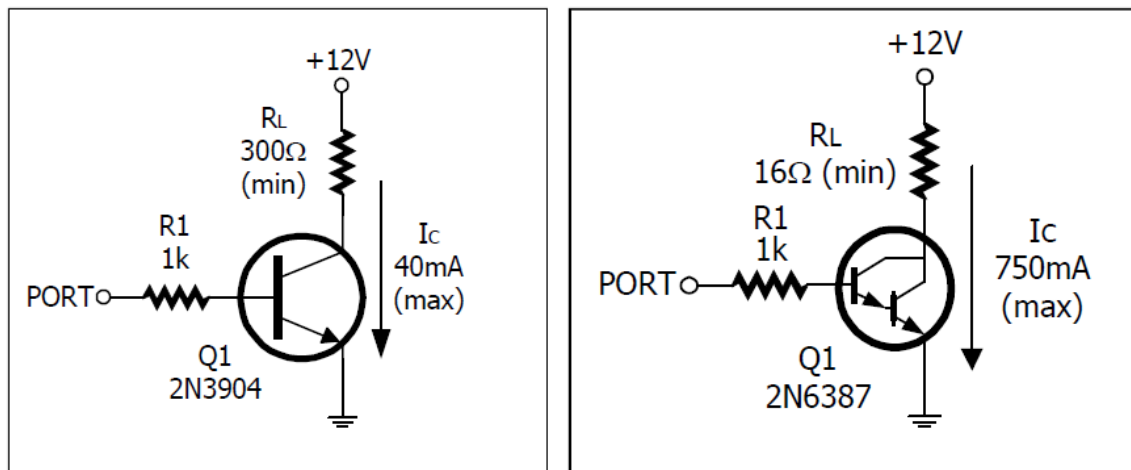 +12V
RL
300Ω
(min)
R1
1k
IC
40mA
(max)
PORT
Q1
2N3904
+12V
RL
16Ω (min)
R1
1k
IC
750mA
(max)
PORT
Q1
2N6387